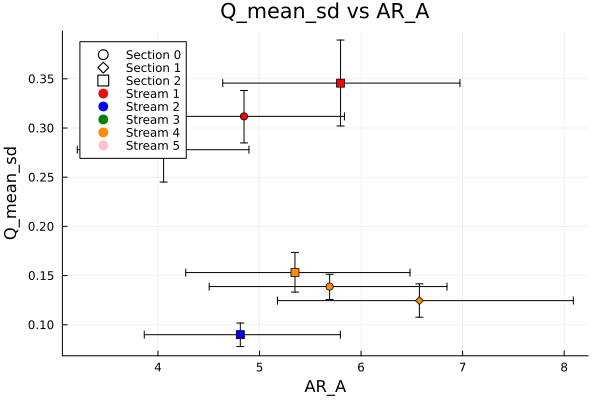 Q_mean_sd vs AR_A
Section 0
Section 1
Section 2
Stream 1
Stream 2
Stream 3
Stream 4
Stream 5
0.35
0.30
0.25
0.20
0.15
0.10
Q_mean_sd
4 5 6 7 8
AR_A